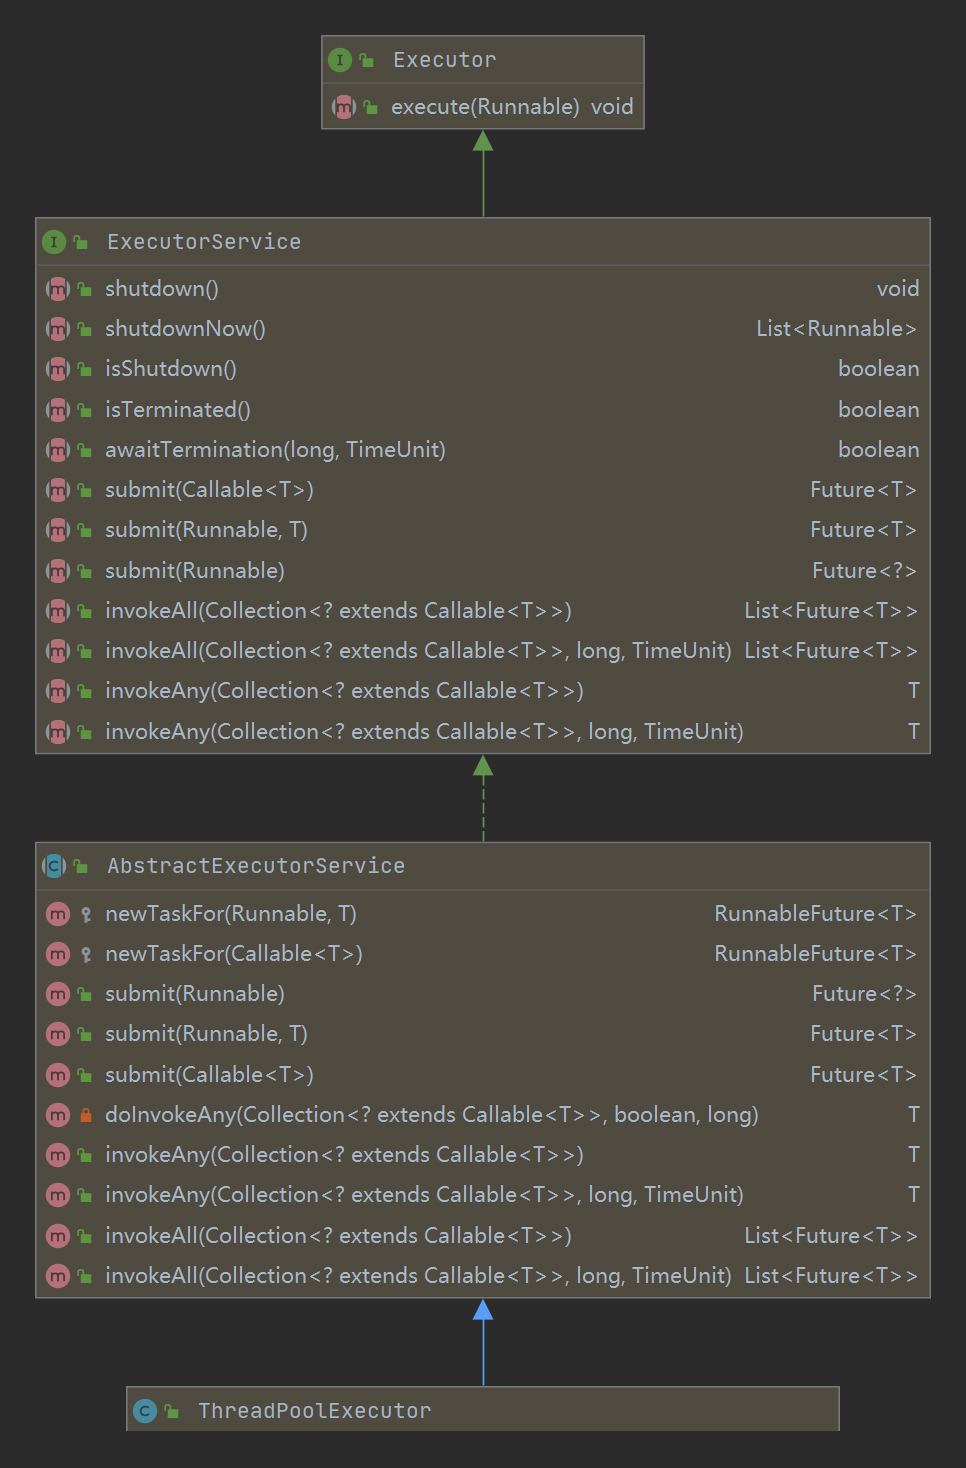 Executor
execute(Runnable) void
ExecutorService
shutdown() void
shutdownNow() List<Runnable>
isShutdown() boolean
isTerminated() boolean
awaitTermination(long, TimeUnit) boolean
submit(Callable<T>) Future<T>
submit(Runnable, T) Future<T>
submit(Runnable) Future<?>
invokeAll(Collection<? extends Callable<T>>) List<Future<T>>
invokeAll(Collection<? extends Callable<T>>, long, TimeUnit) List<Future<T>>
invokeAny(Collection<? extends Callable<T>>) T
invokeAny(Collection<? extends Callable<T>>, long, TimeUnit) T
AbstractExecutorService
newTaskFor(Runnable, T) RunnableFuture<T>
newTaskFor(Callable<T>) RunnableFuture<T>
submit(Runnable) Future<?>
submit(Runnable, T) Future<T>
submit(Callable<T>) Future<T>
doInvokeAny(Collection<? extends Callable<T>>, boolean, long) T
invokeAny(Collection<? extends Callable<T>>) T
invokeAny(Collection<? extends Callable<T>>, long, TimeUnit) T
invokeAll(Collection<? extends Callable<T>>) List<Future<T>>
invokeAll(Collection<? extends Callable<T>>, long, TimeUnit) List<Future<T>>
ThreadPoolExecutor